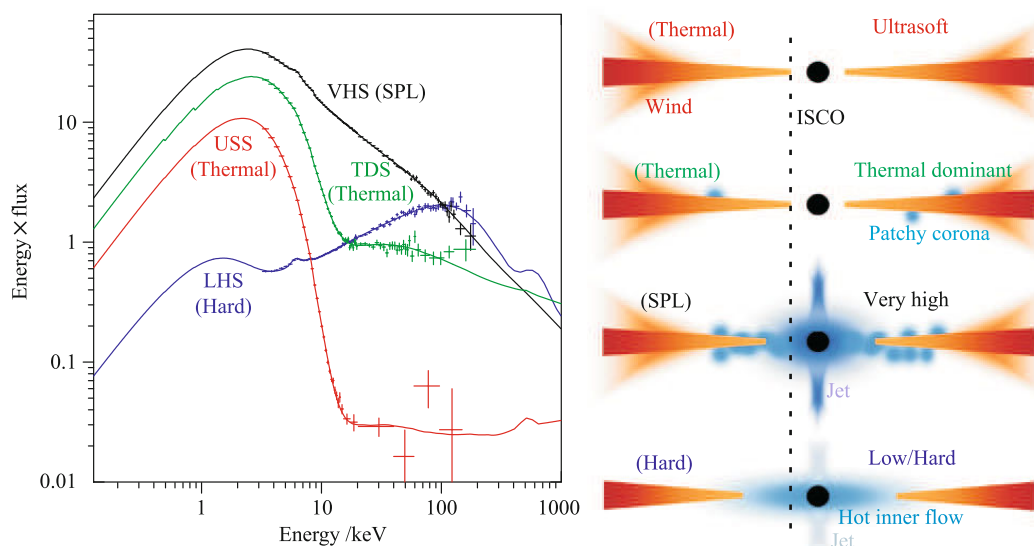 Energy×flux
10
1
0.1
0.01
1
10
100
1000
Energy /keV
VHS (SPL)
USS
(Thermal)
TDS
(Thermal)
LHS
(Hard)
(Thermal)
Ultrasoft
Wind
ISCO
(Thermal)
Thermal dominant
Patchy corona
(SPL)
Very high
Jet
(Hard)
Low/Hard
Hot inner flow
Jet